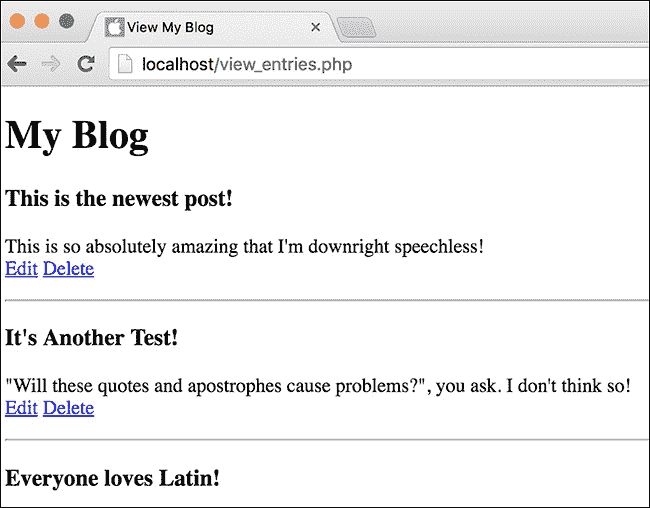 View My Blog
localhost/view_entries.php
My Blog
This is the newest post!
This is so absolutely amazing that I'm downright speechless!
Edit Delete
It's Another Test!
"Will these quotes and apostrophes cause problems?", you ask. I don't think so!
Edit Delete
Everyone loves Latin!